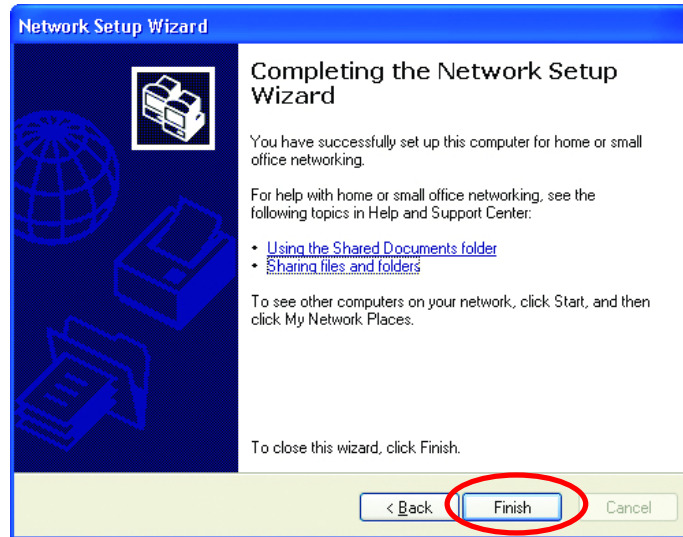 Network Setup Wizard
Completing the Network Setup
Wizard
You have successfully set up this computer for home or small
office networking.
For help with home or small office networking, see the
following topics in Help and Support Center:
• Using the Shared Documents folder
• Sharing files and folders
To see other computers on your network, click Start, and then
click My Network Places.
To close this wizard, click Finish.
< Back Finish Cancel